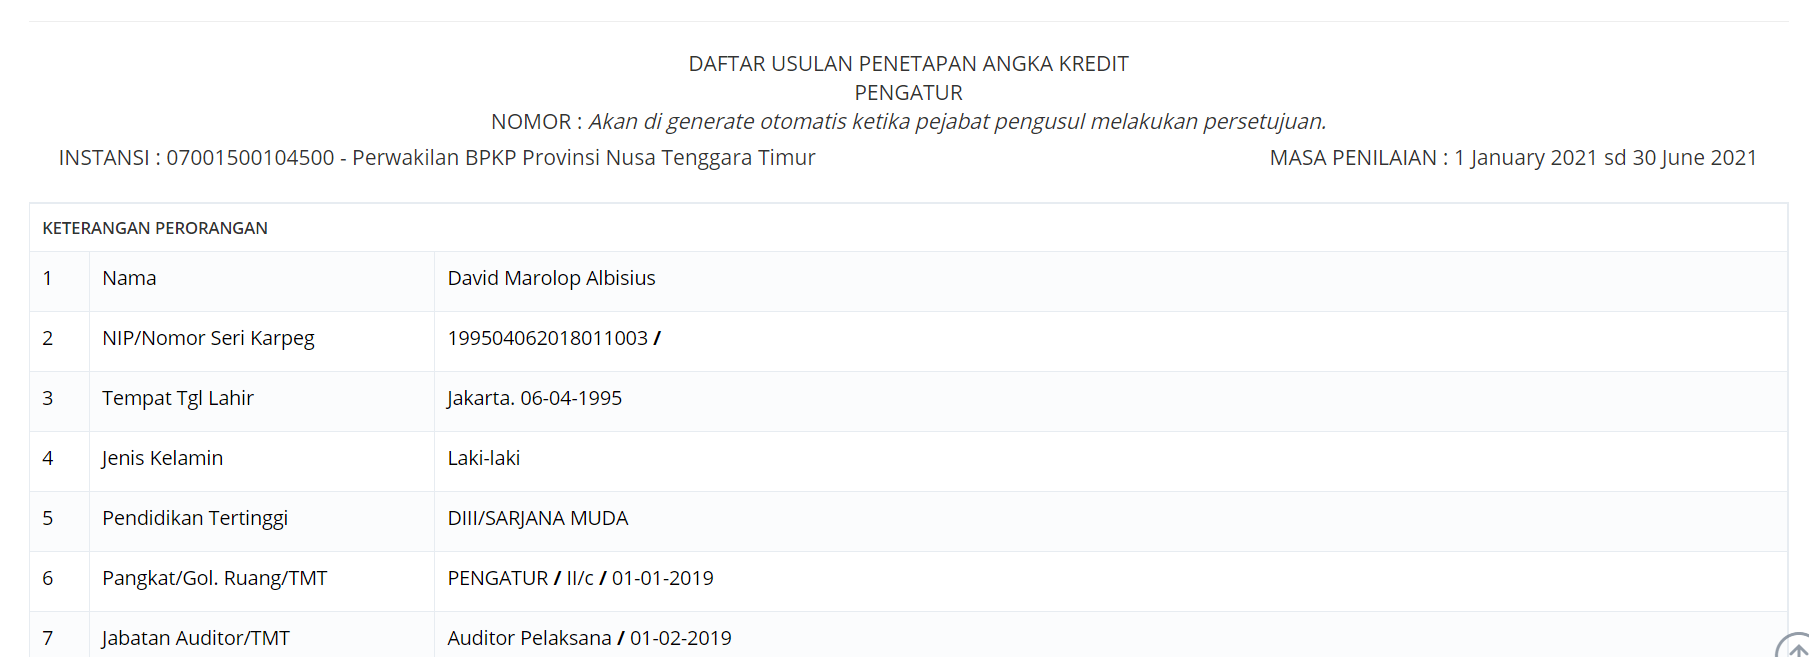 DAFTAR USULAN PENETAPAN ANGKA KREDIT
PENGATUR
NOMOR : Akan di generate otomatis ketika pejabat pengusul melakukan persetujuan.
INSTANSI : 07001500104500 - Perwakilan BPKP Provinsi Nusa Tenggara Timur MASA PENILAIAN : 1 January 2021 sd 30 June 2021
KETERANGAN PERORANGAN
1 Nama David Marolop Albisius
2 NIP/Nomor Seri Karpeg 199504062018011003 /
3 Tempat Tgl Lahir Jakarta. 06-04-1995
4 Jenis Kelamin Laki-laki
5 Pendidikan Tertinggi DIII/SARJANA MUDA
6 Pangkat/Gol. Ruang/TMT PENGATUR / II/c / 01-01-2019
7 Jabatan Auditor/TMT Auditor Pelaksana / 01-02-2019